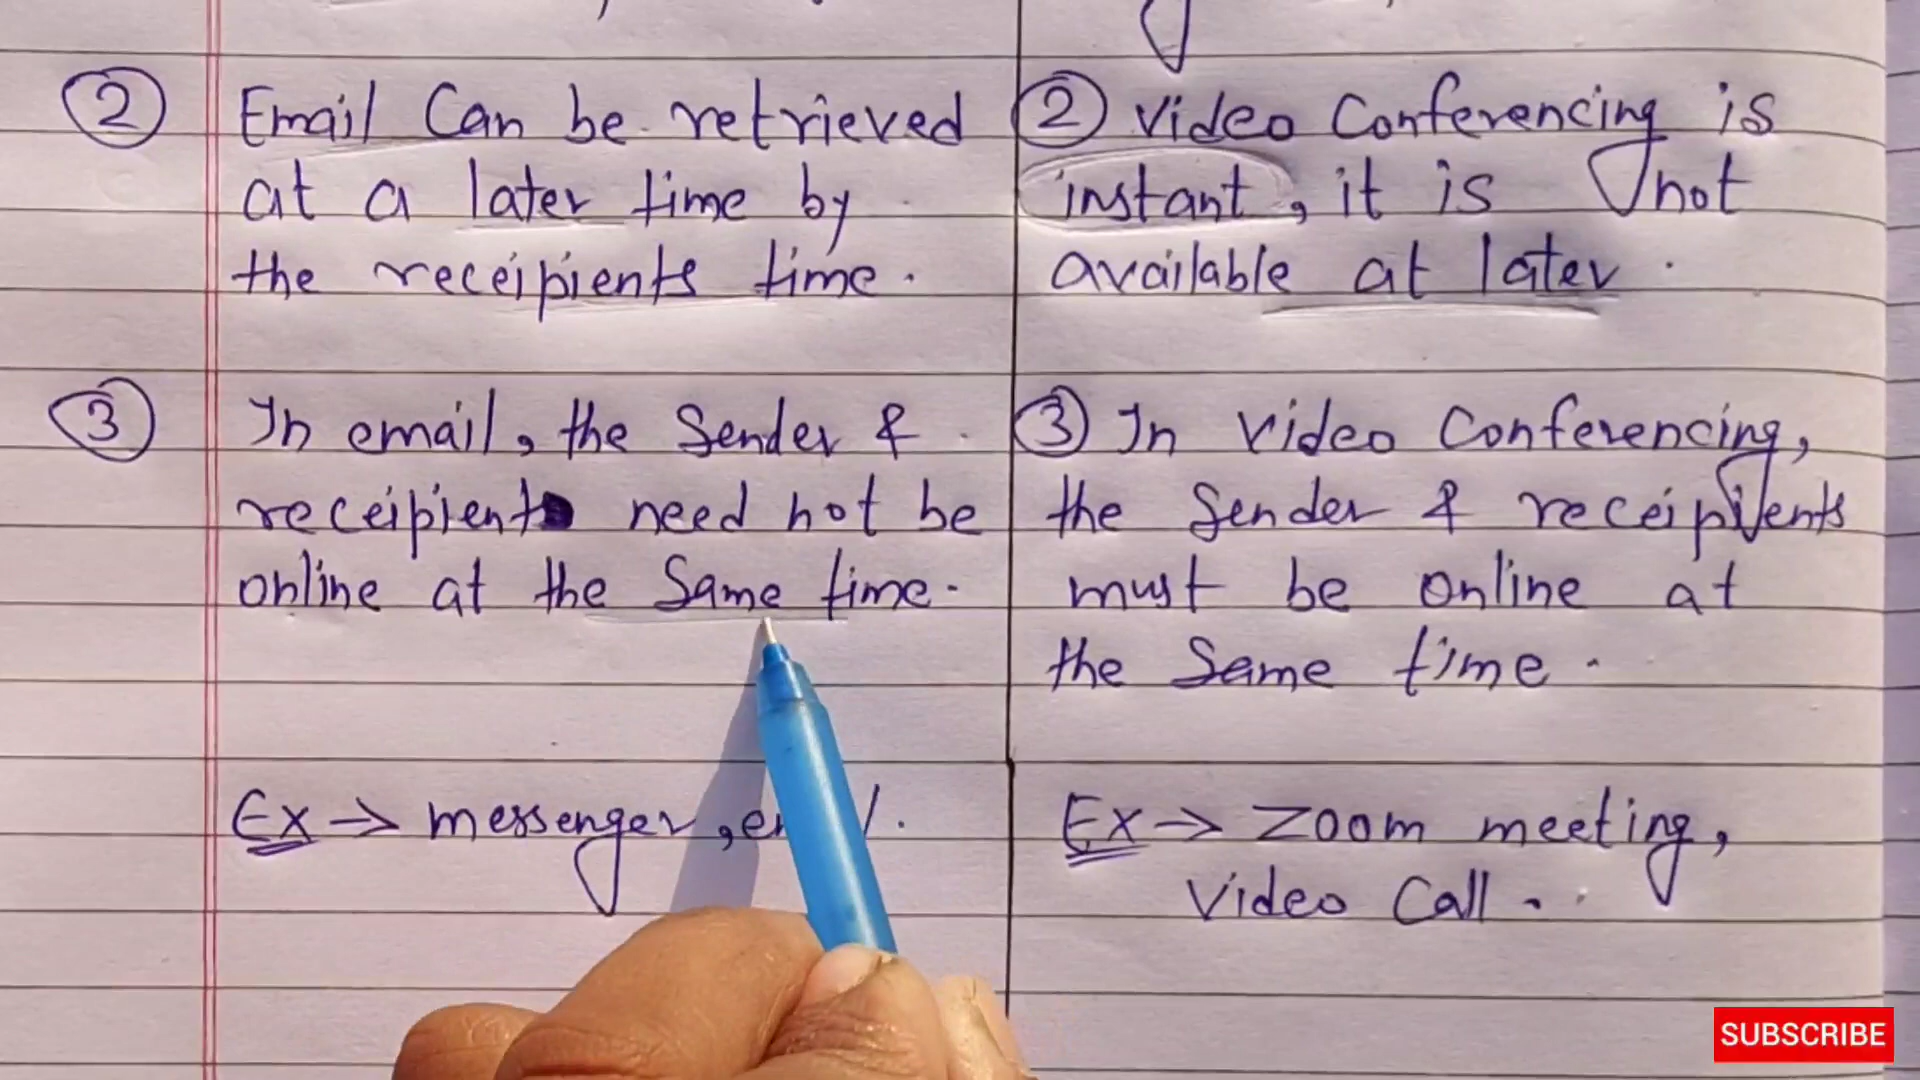 ② Email Can be retrieved
at a later time by
the receipients time.
③ In email, the Sender &
receipient need not be
online at the Same time.
Ex → messenger,
② Video Conferencing is
instant, it is not
available at later.
③ In Video Conferencing,
the Sender & receipients
must be online at
the Same time.
Ex → Zoom meeting,
Video Call.
SUBSCRIBE